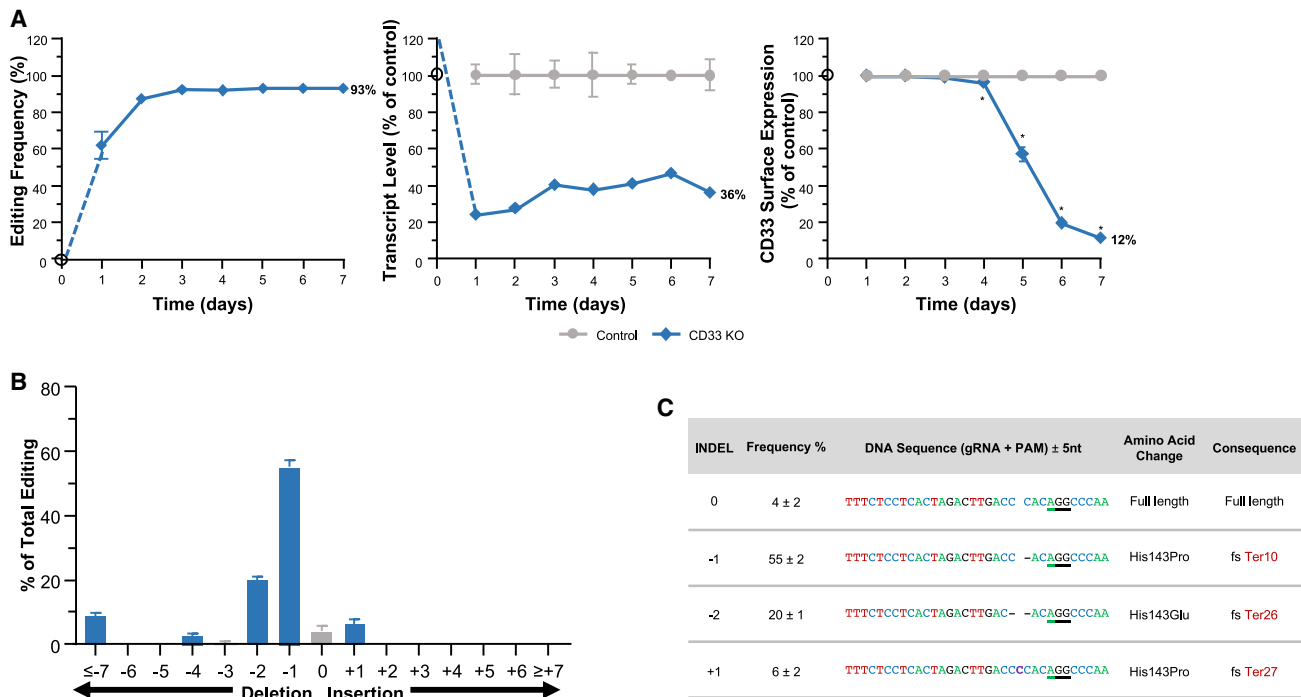 A
Editing Frequency (%)
120
100
80
60
40
20
0
0 1 2 3 4 5 6 7
93%
Time (days)
Transcript Level (% of control)
120
100
80
60
40
20
0
0 1 2 3 4 5 6 7
36%
Time (days)
CD33 Surface Expression
(% of control)
120
100
80
60
40
20
0
0 1 2 3 4 5 6 7
* * * *
12%
Time (days)
Control CD33 KO
B
% of Total Editing
80
60
40
20
0
≤-7 -6 -5 -4 -3 -2 -1 0 +1 +2 +3 +4 +5 +6 ≥+7
Deletion Insertion
C
INDEL Frequency % DNA Sequence (gRNA + PAM) ± 5nt Amino Acid Change Consequence
0 4 ± 2 TTTCTCCTCACTAGACTTGACC CACAGGCCCAA Full length Full length
-1 55 ± 2 TTTCTCCTCACTAGACTTGACC -ACAGGCCCAA His143Pro fs Ter10
-2 20 ± 1 TTTCTCCTCACTAGACTTGAC- -ACAGGCCCAA His143Glu fs Ter26
+1 6 ± 2 TTTCTCCTCACTAGACTTGACCCCACAGGCCCAA His143Pro fs Ter27